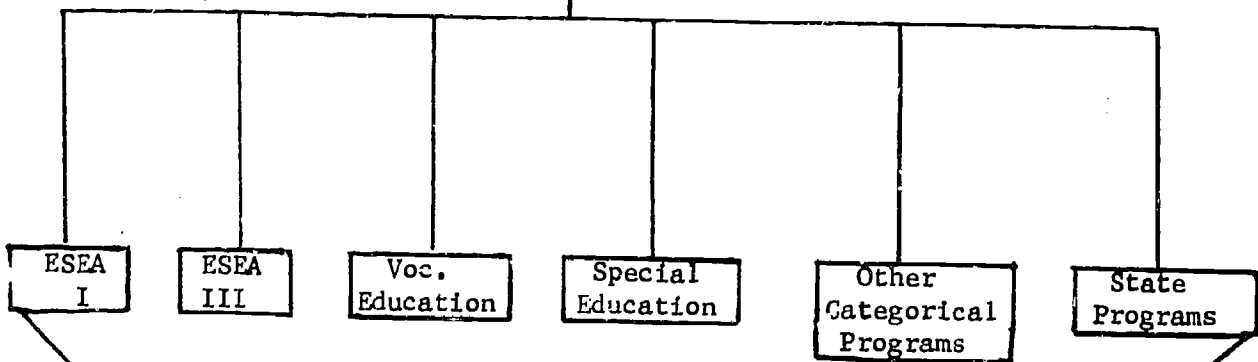 ESEA
I
ESEA
III
Voc.
Education
Special
Education
Other
Categorical
Programs
State
Programs